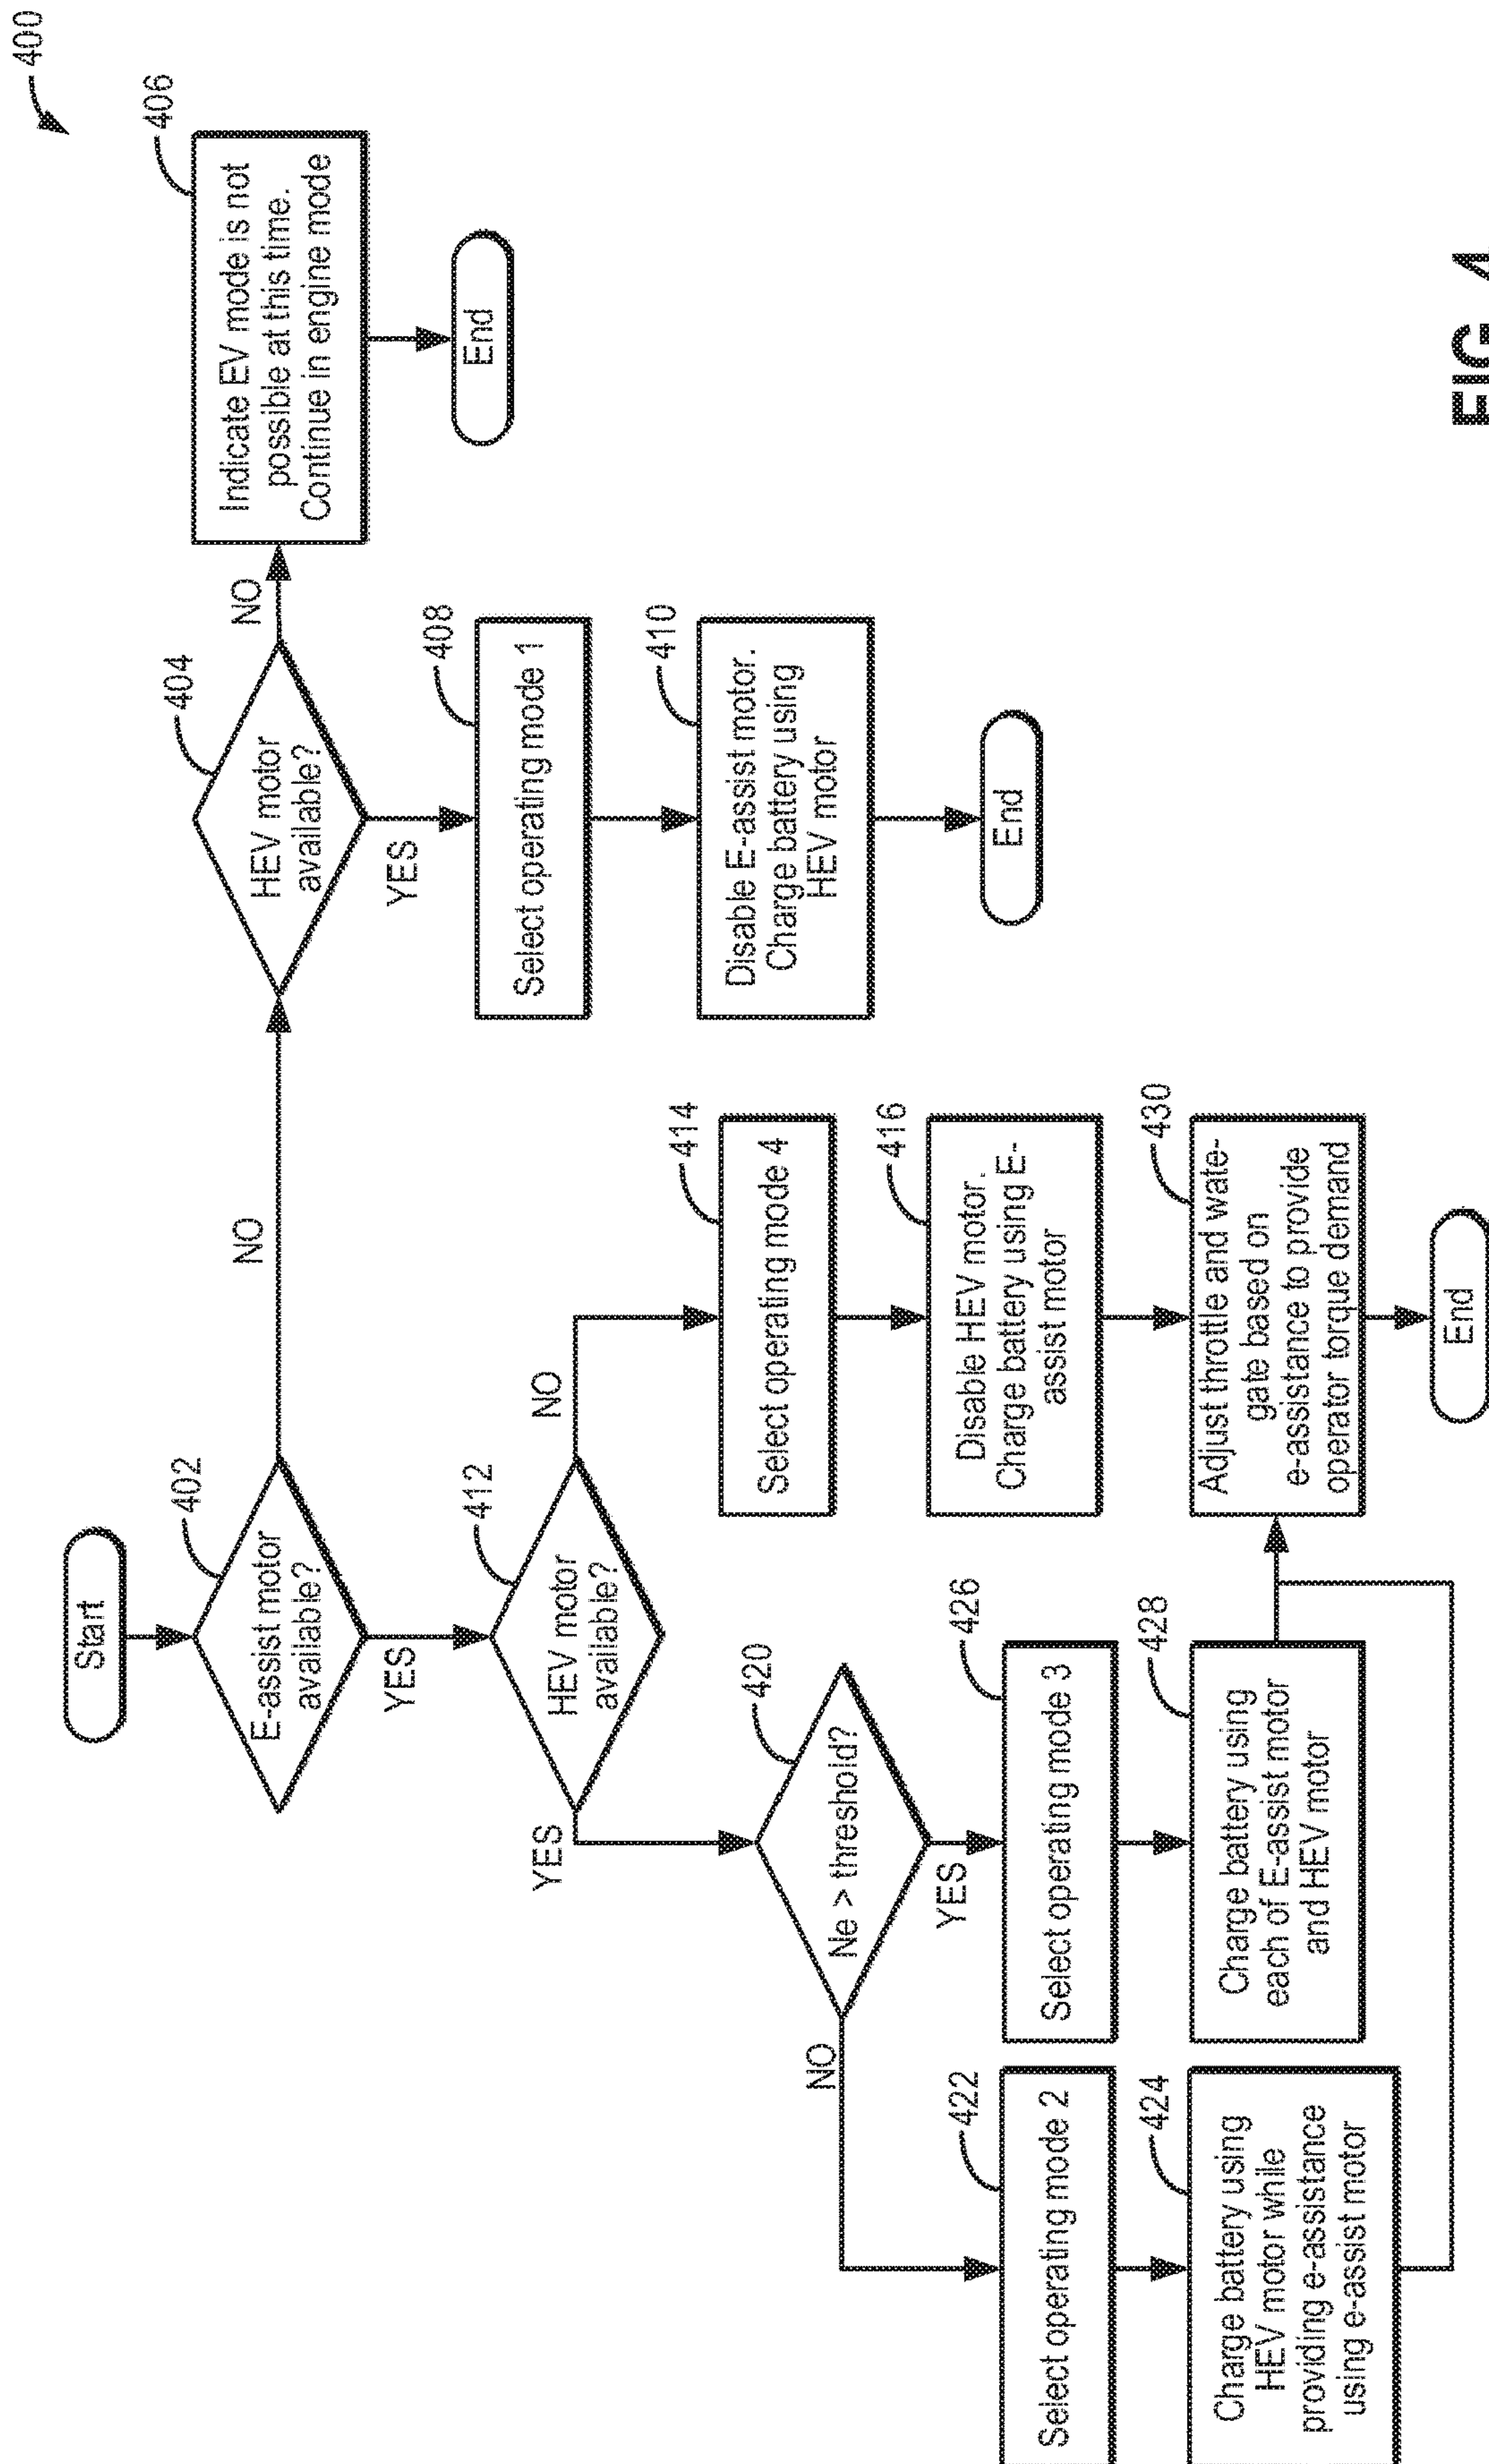 400
Start
402
E-assist motor
available?
NO
YES
404
HEV motor
available?
NO
YES
406
Indicate EV mode is not
possible at this time.
Continue in engine mode
End
408
Select operating mode 1
410
Disable E-assist motor.
Charge battery using
HEV motor
End
412
HEV motor
available?
YES
NO
414
Select operating mode 4
416
Disable HEV motor.
Charge battery using E-
assist motor
420
Ne > threshold?
NO
YES
422
Select operating mode 2
424
Charge battery using
HEV motor while
providing e-assistance
using e-assist motor
426
Select operating mode 3
428
Charge battery using
each of E-assist motor
and HEV motor
430
Adjust throttle and wate-
gate based on
e-assistance to provide
operator torque demand
End
FIG. 4